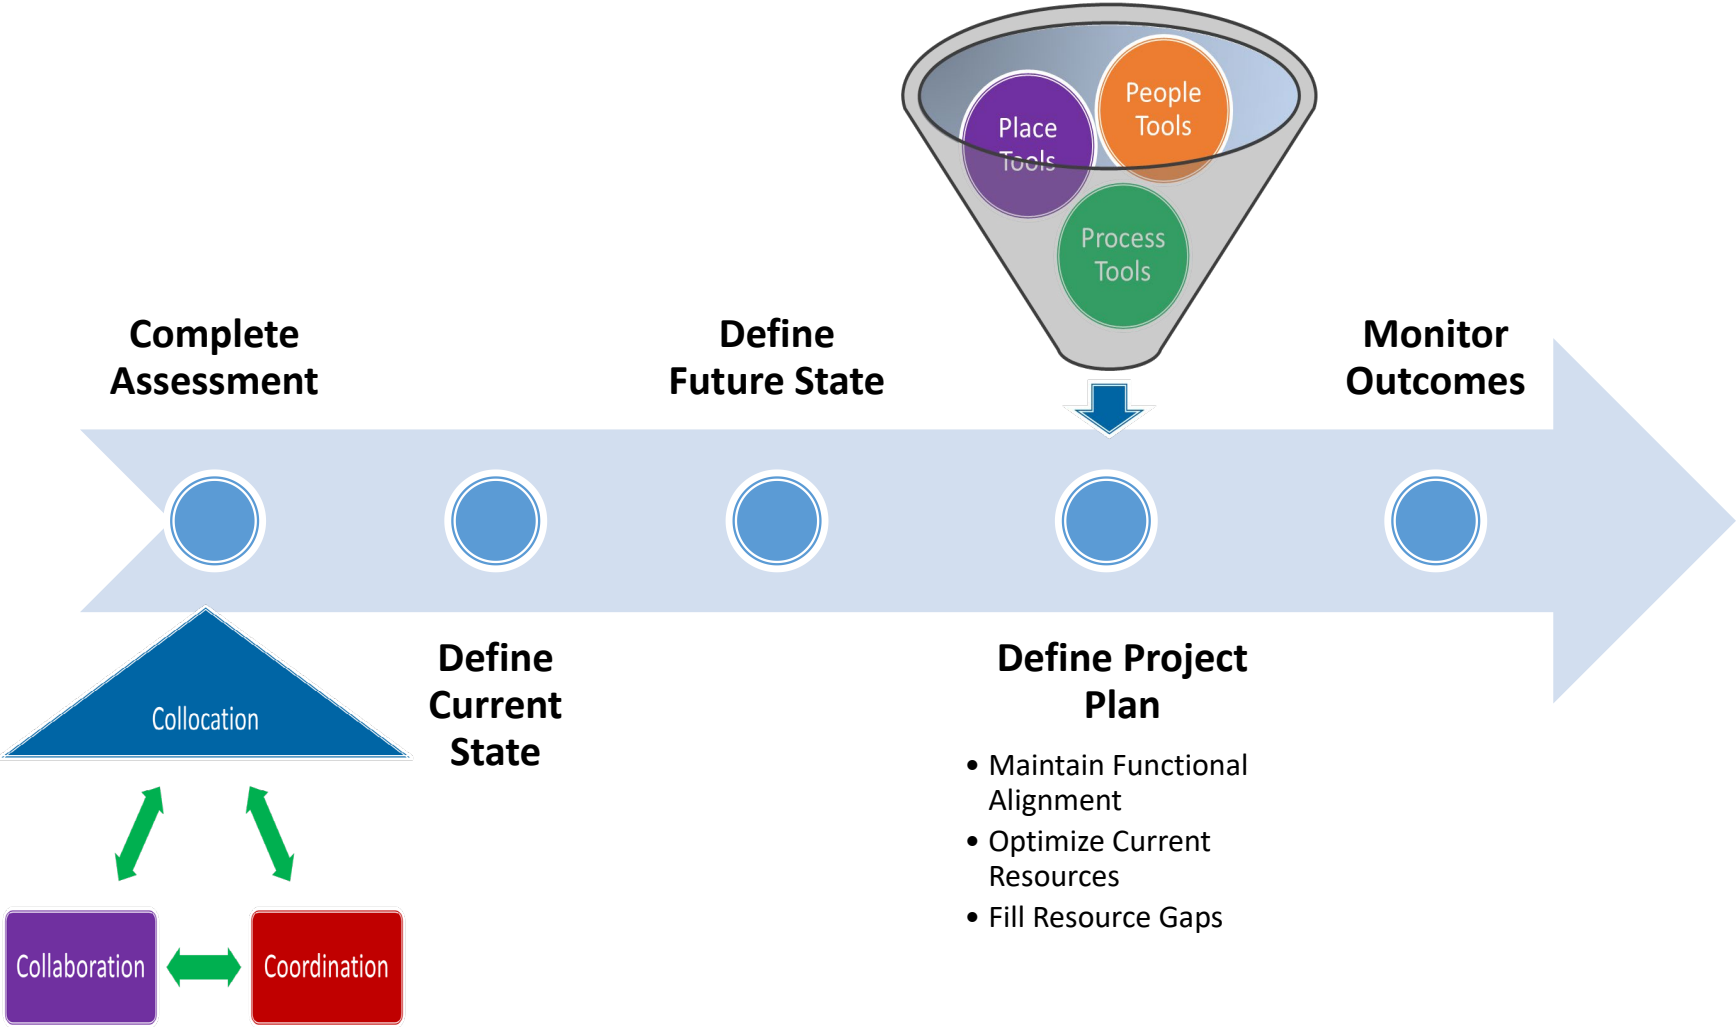 People
Tools
Place
Tools
Process
Tools
Complete
Assessment
Define
Future State
Monitor
Outcomes
Define
Current
State
Define Project
Plan
• Maintain Functional
Alignment
• Optimize Current
Resources
• Fill Resource Gaps
Collocation
Collaboration
Coordination